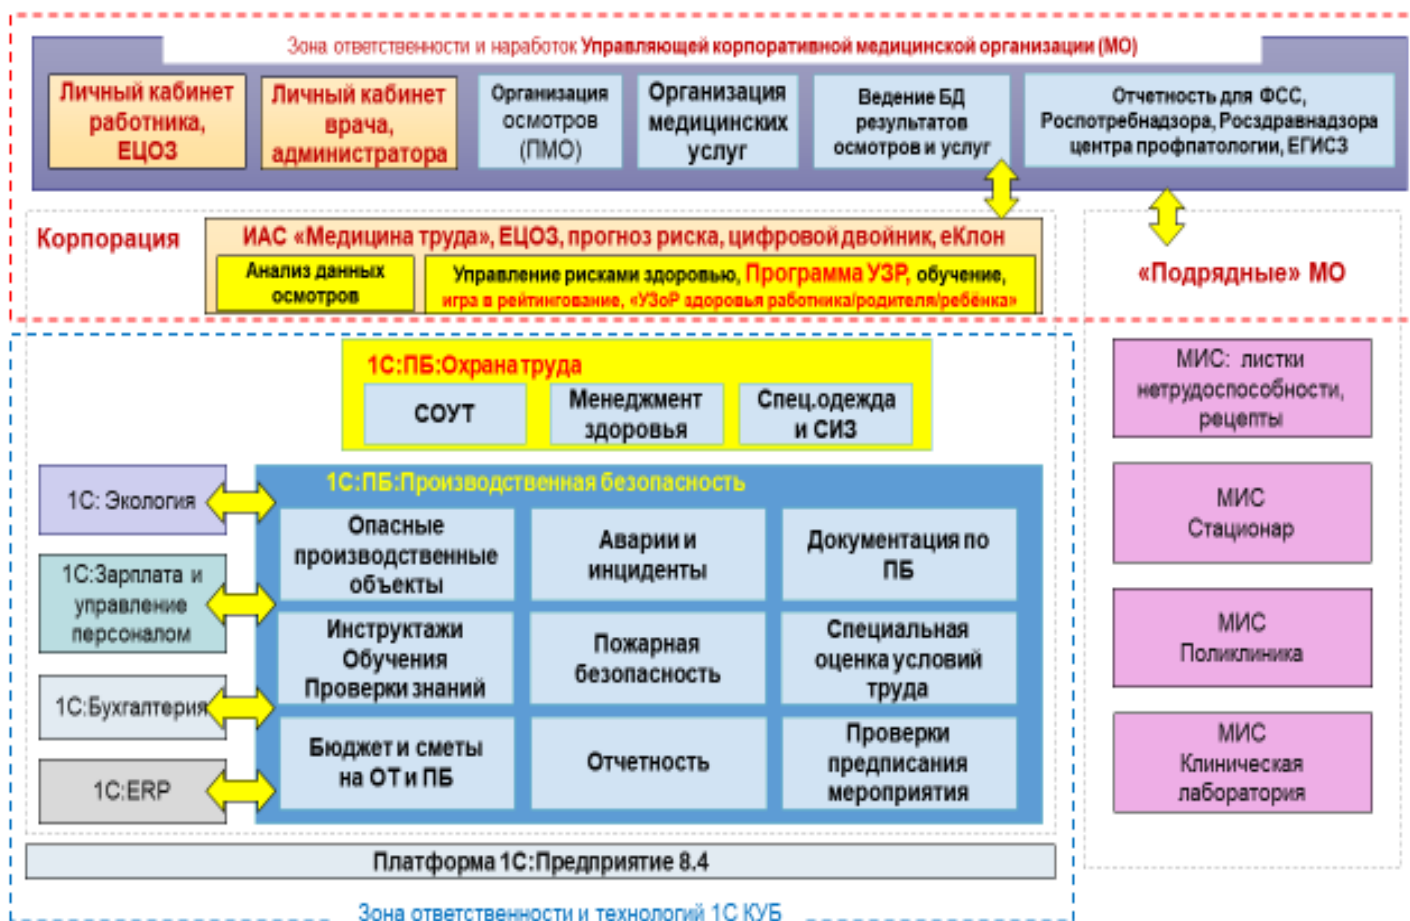 Зона ответственности и наработок Управляющей корпоративной медицинской организации (МО)
Личный кабинет
работника,
ЕЦОЗ
Личный кабинет
врача,
администратора
Организация
осмотров
(ПМО)
Организация
медицинских
услуг
Ведение БД
результатов
осмотров и услуг
Отчетность для ФСС,
Роспотребнадзора, Росздравнадзора
центра профпатологии, ЕГИСЗ
Корпорация
ИАС «Медицина труда», ЕЦОЗ, прогноз риска, цифровой двойник, еКлон
Анализ данных
осмотров
Управление рисками здоровью, Программа УЗР, обучение,
игра в рейтингование, «УЗоР здоровья работника/родителя/ребёнка»
«Подрядные» МО
1С:ПБ:Охрана труда
СОУТ
Менеджмент
здоровья
Спец.одежда
и СИЗ
МИС: листки
нетрудоспособности,
рецепты
МИС
Стационар
МИС
Поликлиника
МИС
Клиническая
лаборатория
1С: Экология
1С:Зарплата и
управление
персоналом
1С:Бухгалтерия
1С:ERP
1С:ПБ:Производственная безопасность
Опасные
производственные
объекты
Аварии и
инциденты
Документация по
ПБ
Инструктажи
Обучения
Проверки знаний
Пожарная
безопасность
Специальная
оценка условий
труда
Бюджет и сметы
на ОТ и ПБ
Отчетность
Проверки
предписания
мероприятия
Платформа 1С:Предприятие 8.4
Зона ответственности и технологий 1С КУБ